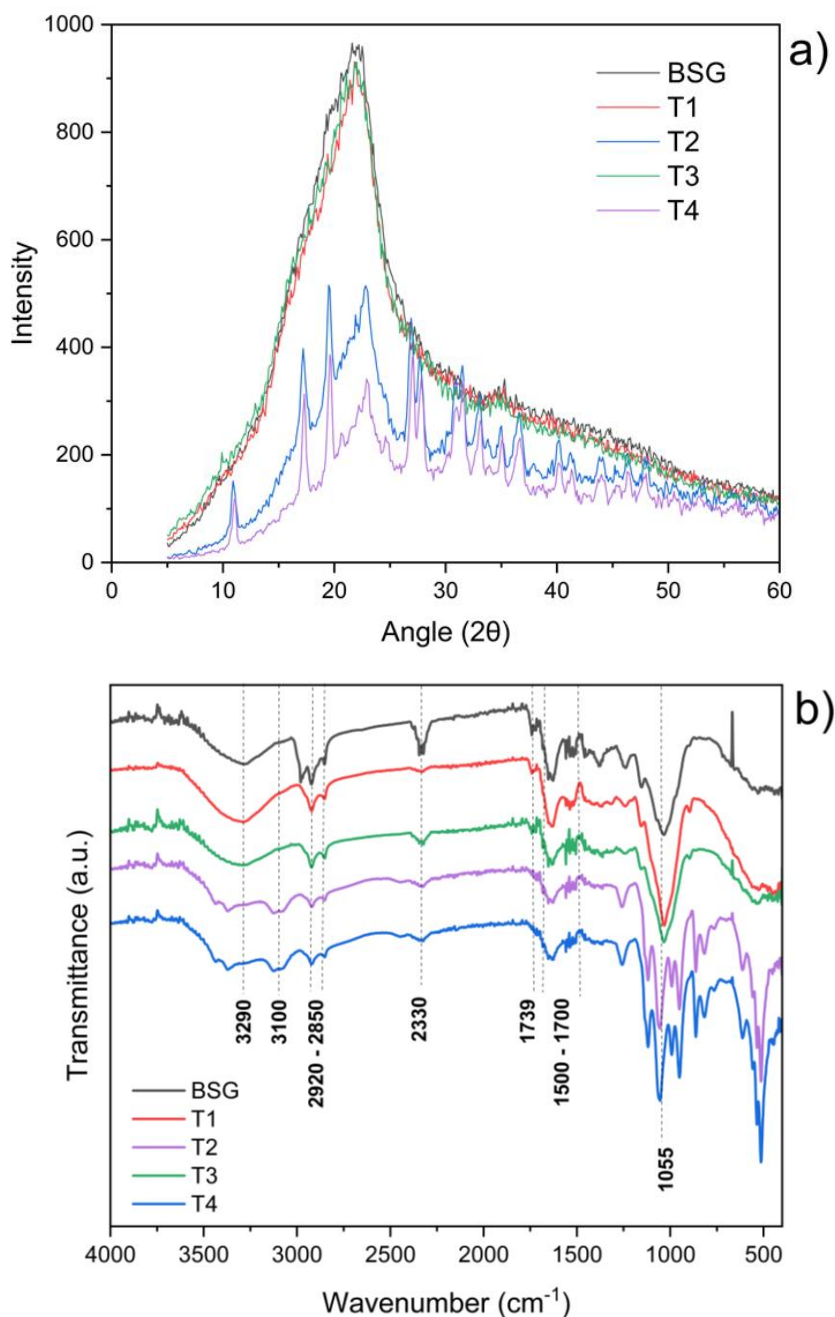 a)
1000
800
600
400
200
0
Intensity
BSG
T1
T2
T3
T4
0 10 20 30 40 50 60
Angle (2θ)
b)
Transmittance (a.u.)
3290
3100
2920 - 2850
2330
1739
1500 - 1700
1055
BSG
T1
T2
T3
T4
4000 3500 3000 2500 2000 1500 1000 500
Wavenumber (cm⁻¹)